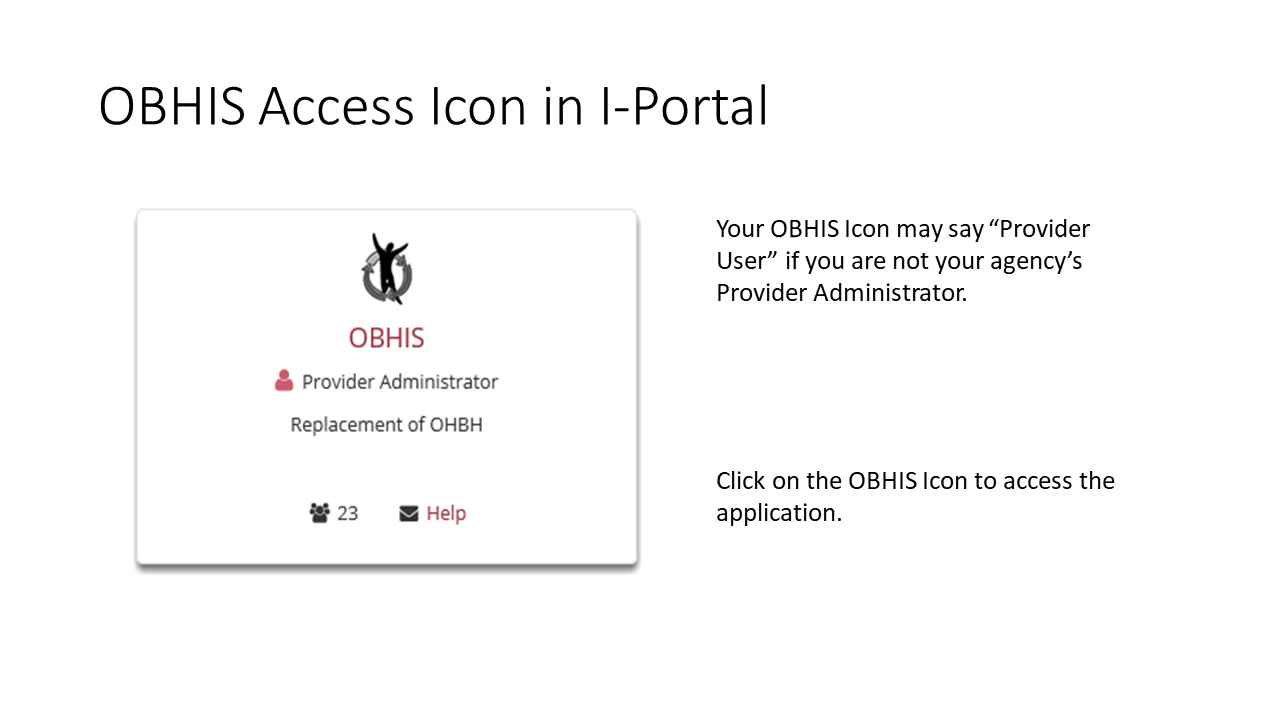 OBHIS Access Icon in I-Portal
OBHIS
Provider Administrator
Replacement of OHBH
23 Help
Your OBHIS Icon may say “Provider
User” if you are not your agency’s
Provider Administrator.
Click on the OBHIS Icon to access the
application.